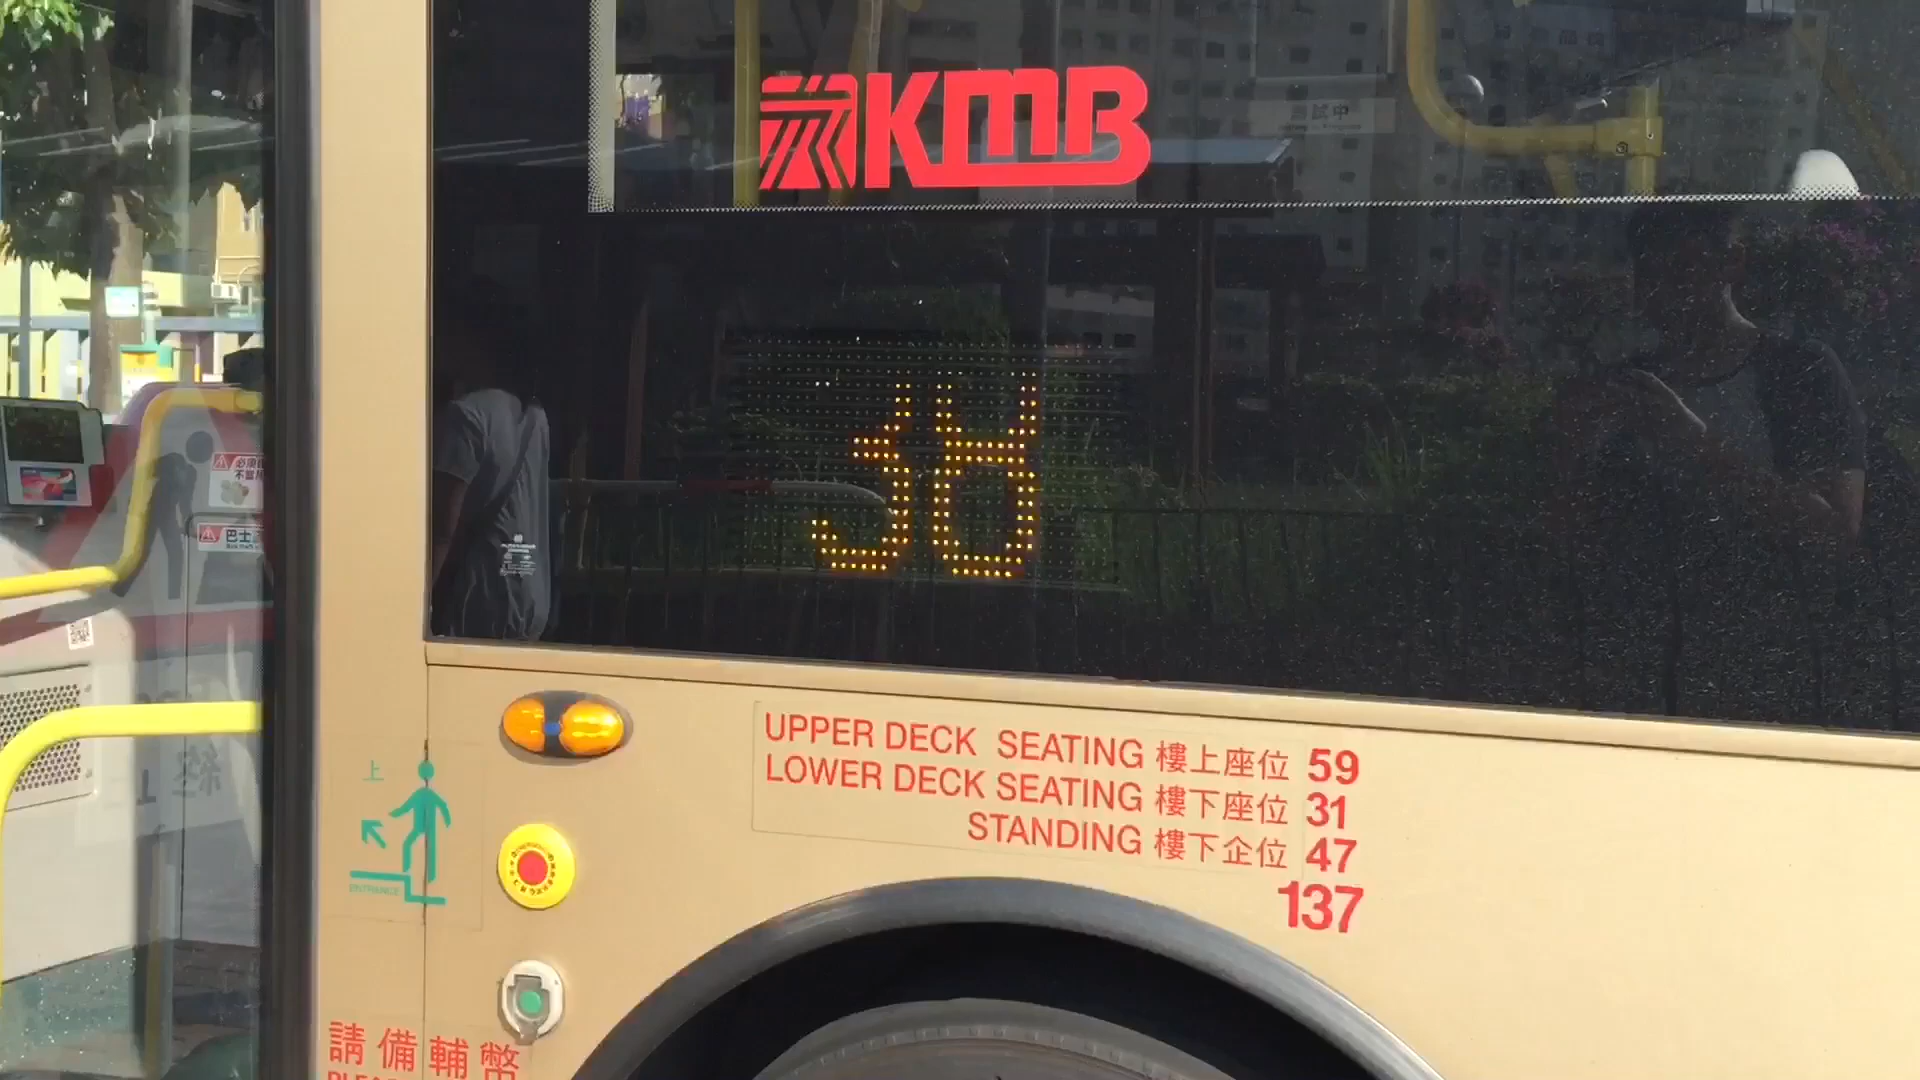 KMB
38
UPPER DECK SEATING 樓上座位 59
LOWER DECK SEATING 樓下座位 31
STANDING 樓下企位 47
137
上
ENTRANCE
請備輔幣